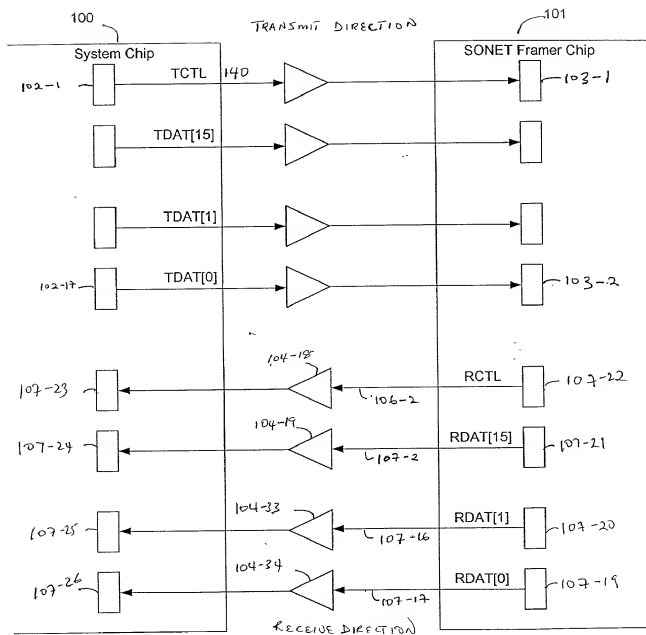 100
TRANSMIT DIRECTION
101
System Chip
SONET Framer Chip
102-1
TCTL
140
103-1
TDAT[15]
TDAT[1]
102-17
TDAT[0]
103-2
104-18
107-23
RCTL
106-2
107-22
104-19
107-24
RDAT[15]
107-2
107-21
104-33
107-25
RDAT[1]
107-16
107-20
104-34
107-26
RDAT[0]
107-17
107-19
RECEIVE DIRECTION